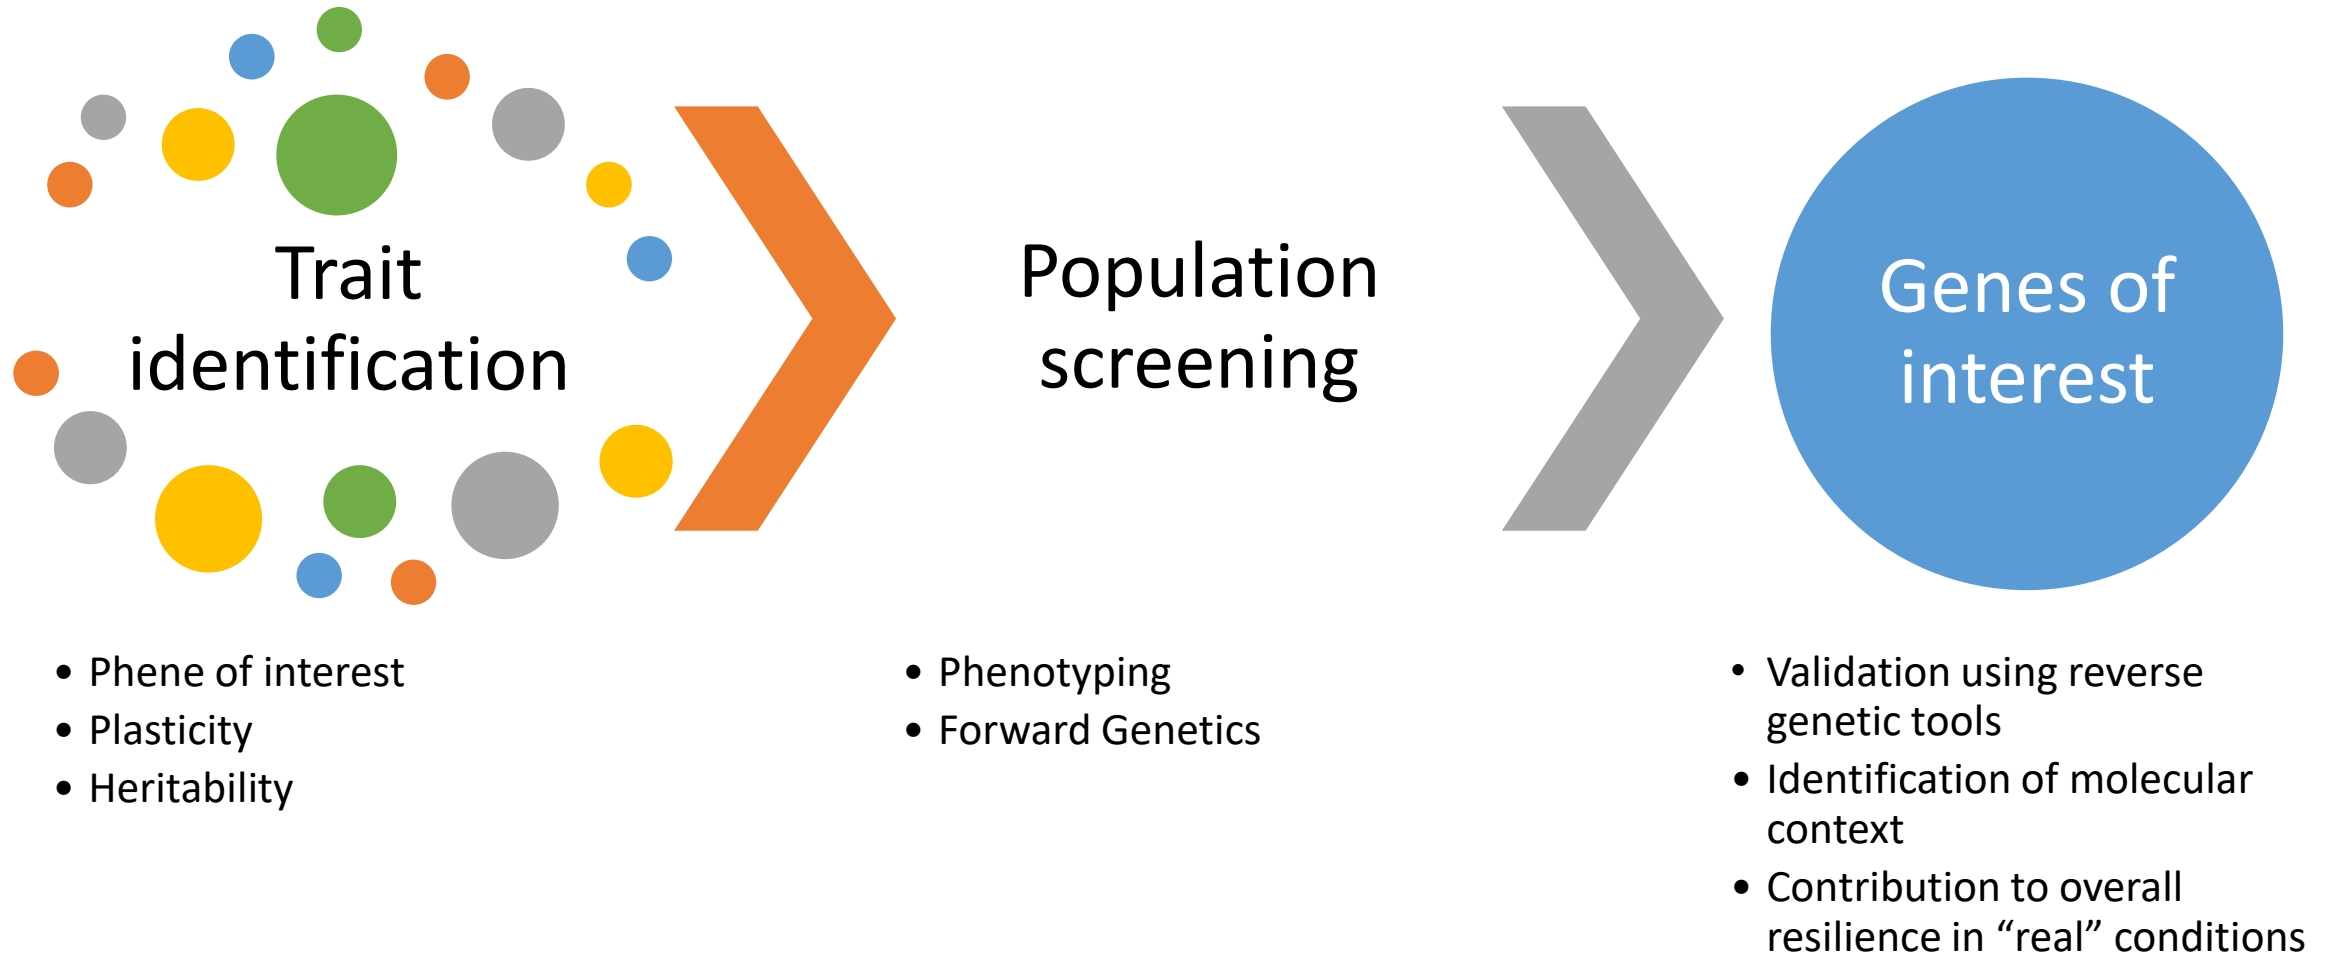 Trait
identification
Population
screening
Genes of
interest
• Phene of interest
• Plasticity
• Heritability
• Phenotyping
• Forward Genetics
• Validation using reverse
genetic tools
• Identification of molecular
context
• Contribution to overall
resilience in “real” conditions